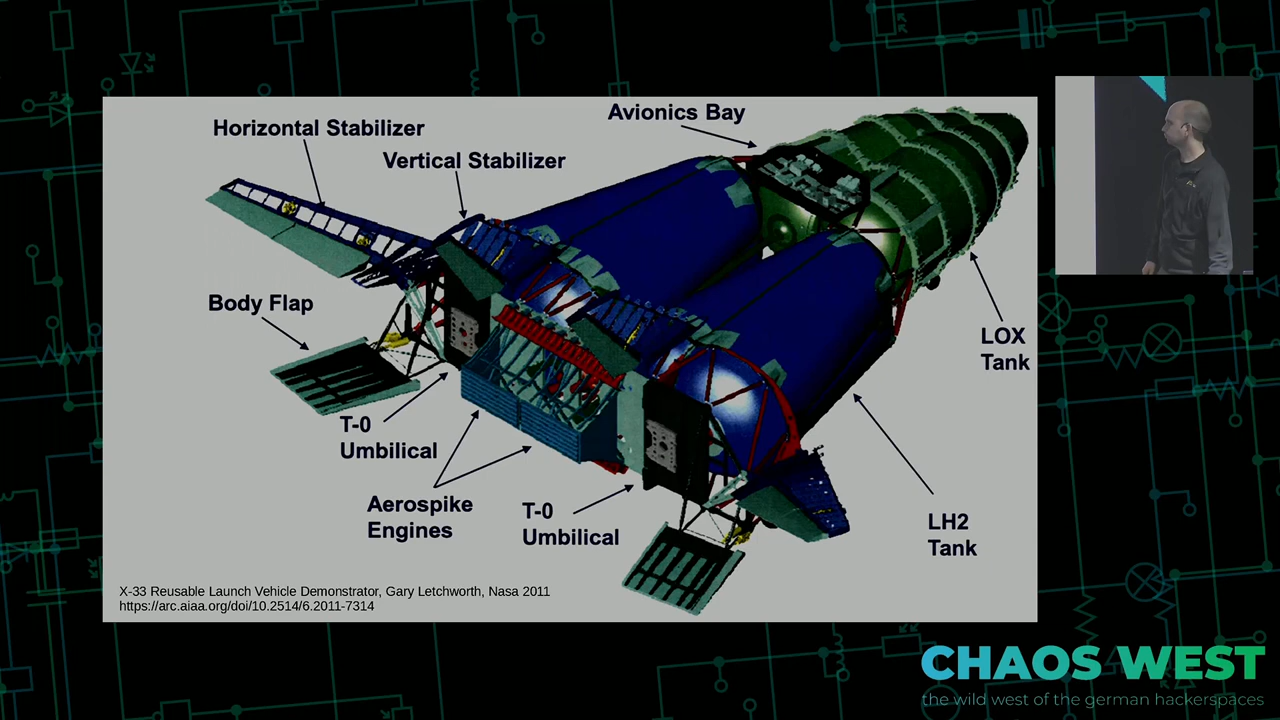 Avionics Bay
Horizontal Stabilizer
Vertical Stabilizer
Body Flap
LOX
Tank
T-0
Umbilical
Aerospike
Engines
T-0
Umbilical
LH2
Tank
X-33 Reusable Launch Vehicle Demonstrator, Gary Letchworth, Nasa 2011
https://arc.aiaa.org/doi/10.2514/6.2011-7314
CHAOS WEST
the wild west of the german hackerspaces